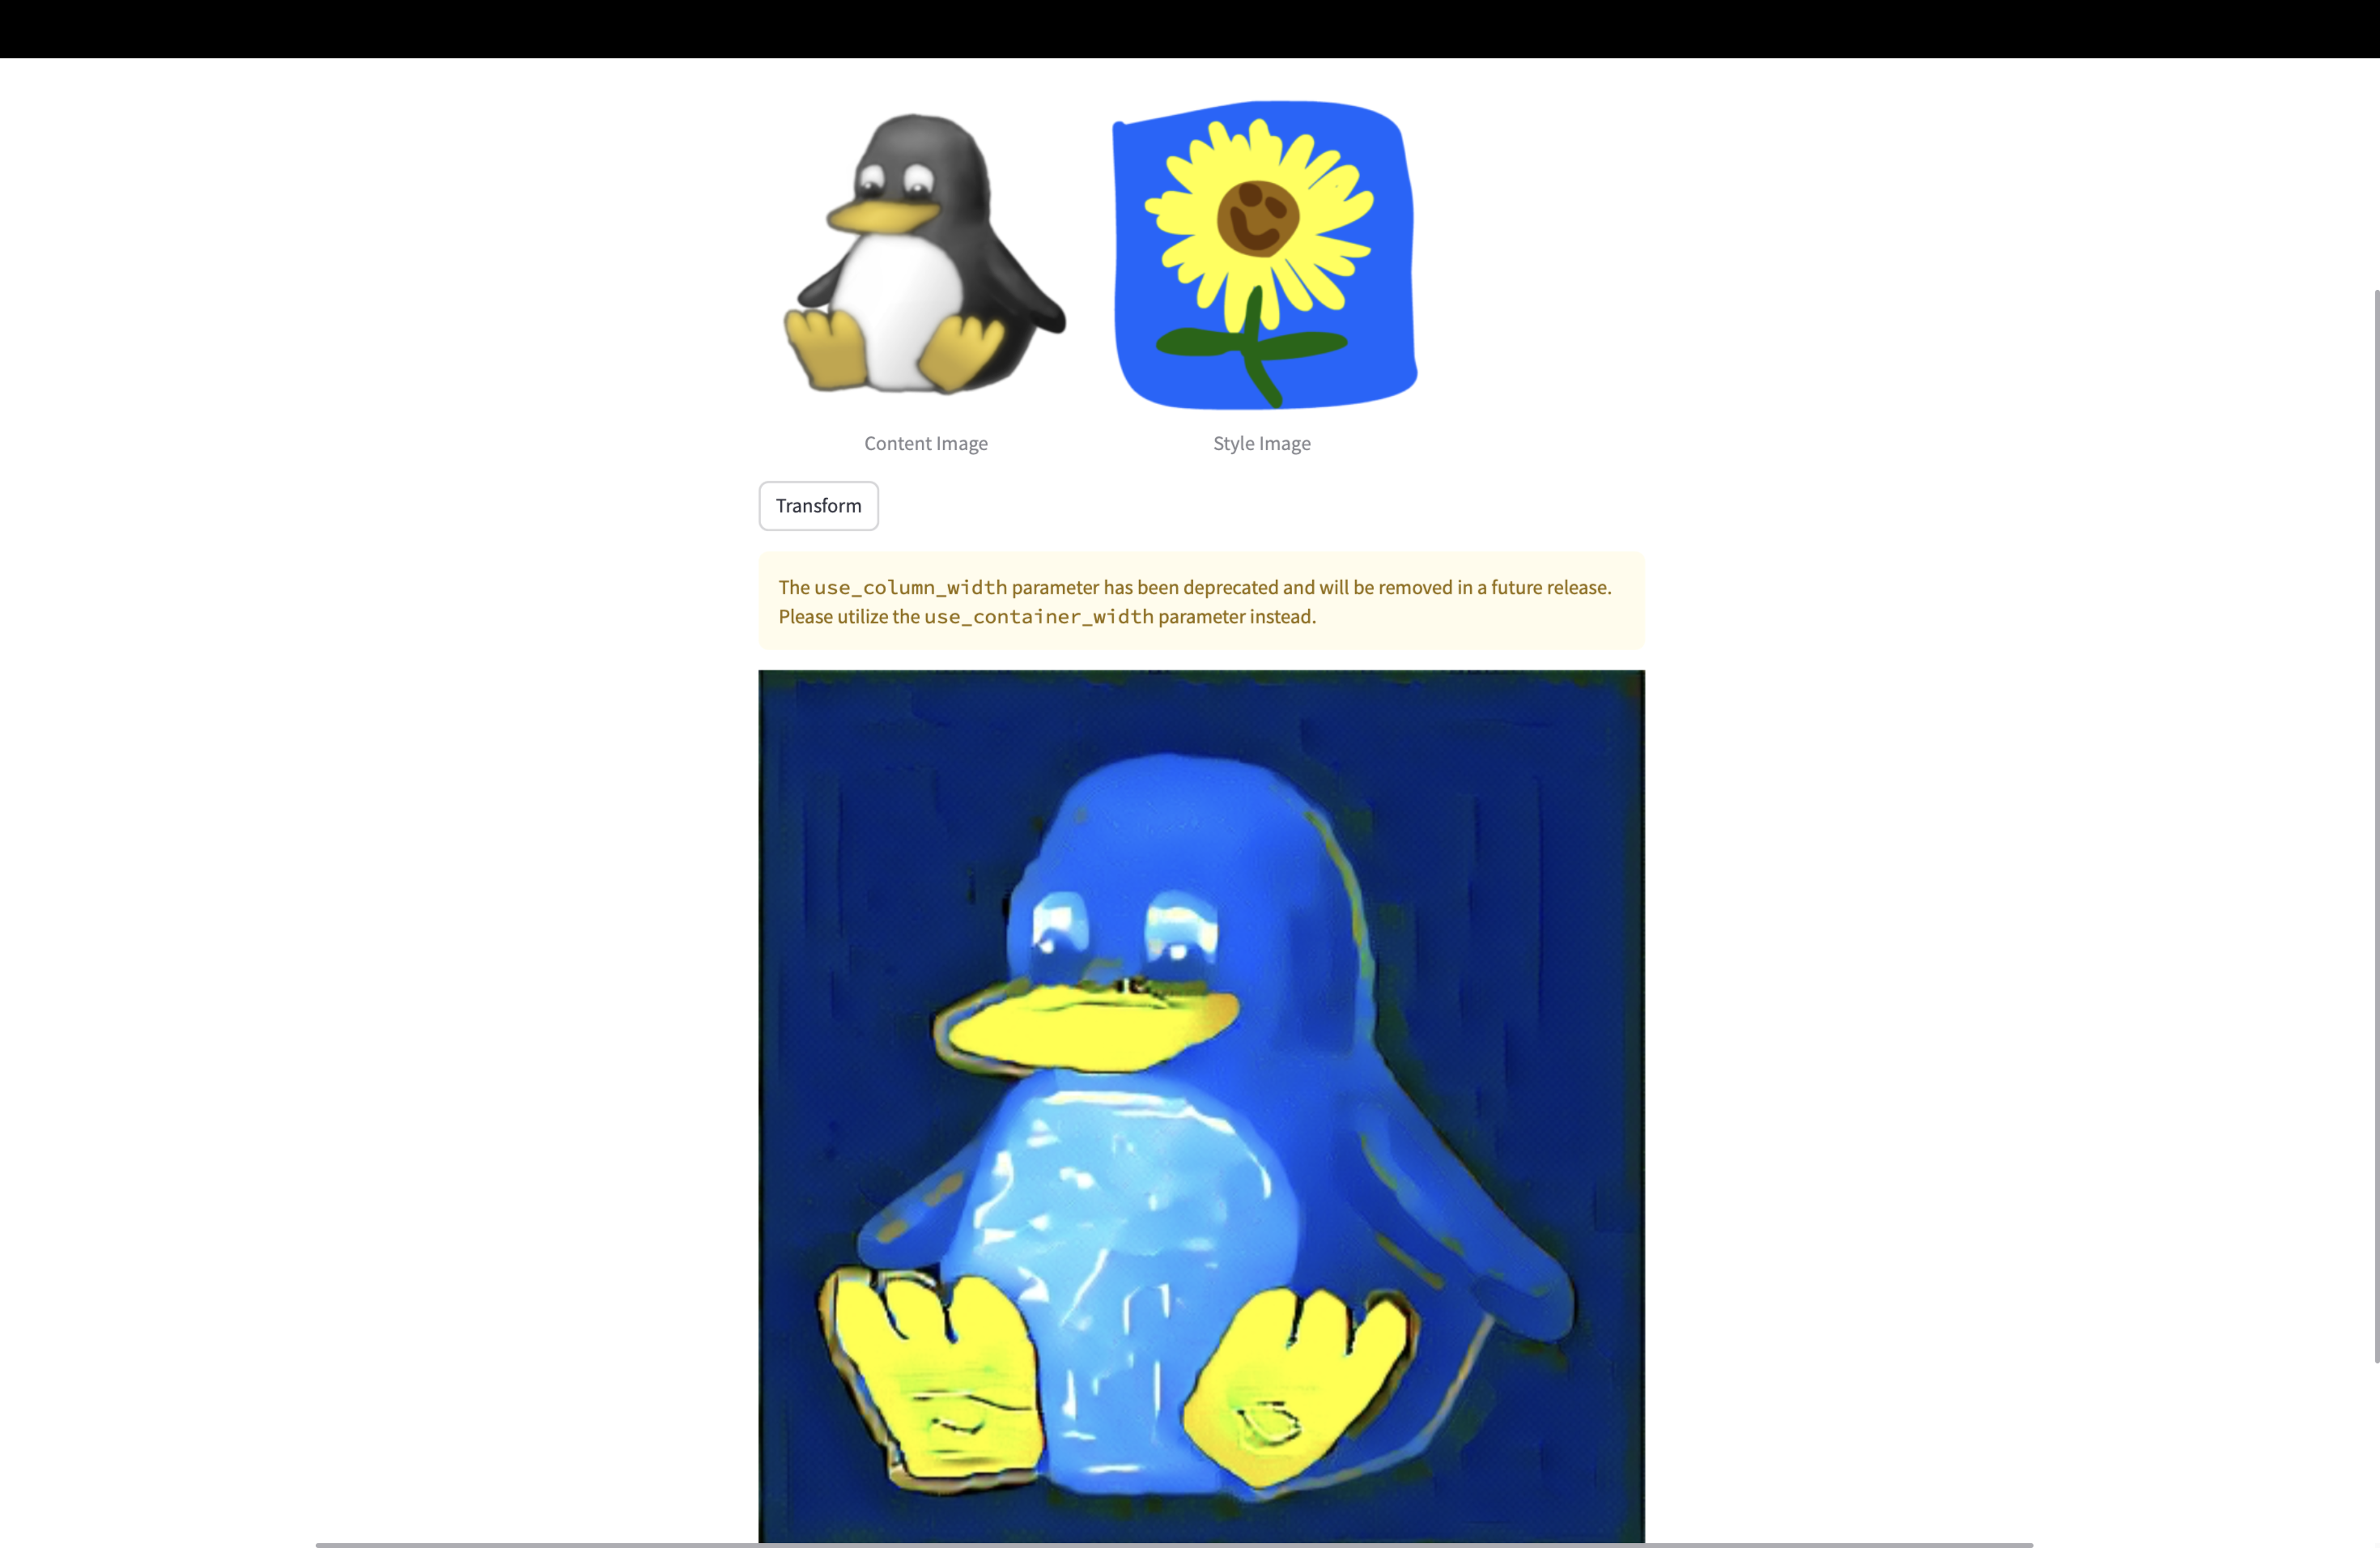 Content Image
Style Image
Transform
The use_column_width parameter has been deprecated and will be removed in a future release.
Please utilize the use_container_width parameter instead.